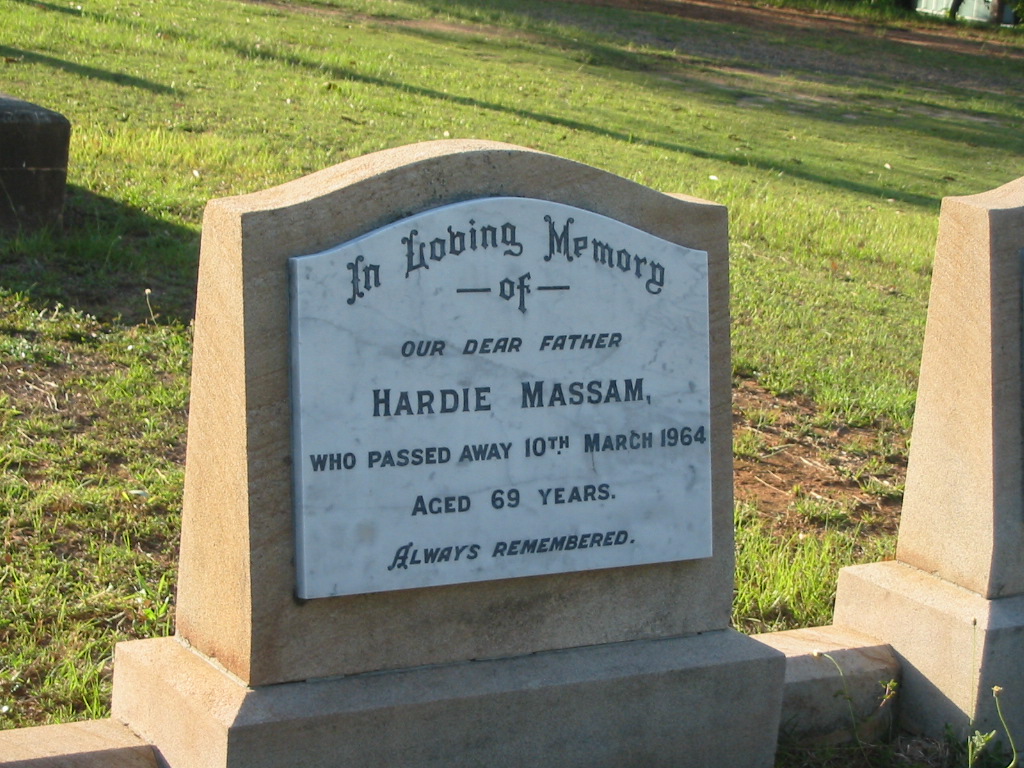 In Loving Memory
— of —
OUR DEAR FATHER
HARDIE MASSAM,
WHO PASSED AWAY 10TH MARCH 1964
AGED 69 YEARS.
ALWAYS REMEMBERED.